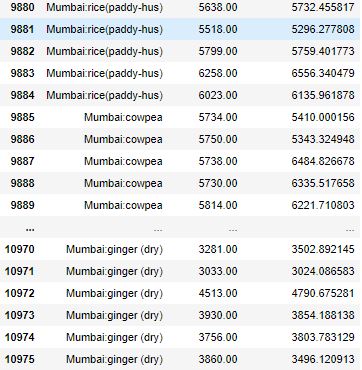 9880 Mumbai:rice(paddy-hus) 5638.00 5732.455817
9881 Mumbai:rice(paddy-hus) 5518.00 5296.277808
9882 Mumbai:rice(paddy-hus) 5799.00 5759.401773
9883 Mumbai:rice(paddy-hus) 6258.00 6556.340479
9884 Mumbai:rice(paddy-hus) 6023.00 6135.961878
9885 Mumbai:cowpea 5734.00 5410.000156
9886 Mumbai:cowpea 5750.00 5343.324948
9887 Mumbai:cowpea 5738.00 6484.826678
9888 Mumbai:cowpea 5730.00 6335.517658
9889 Mumbai:cowpea 5814.00 6221.710803
... ... ... ...
10970 Mumbai:ginger (dry) 3281.00 3502.892145
10971 Mumbai:ginger (dry) 3033.00 3024.086583
10972 Mumbai:ginger (dry) 4513.00 4790.675281
10973 Mumbai:ginger (dry) 3930.00 3854.188138
10974 Mumbai:ginger (dry) 3756.00 3803.783129
10975 Mumbai:ginger (dry) 3860.00 3496.120913